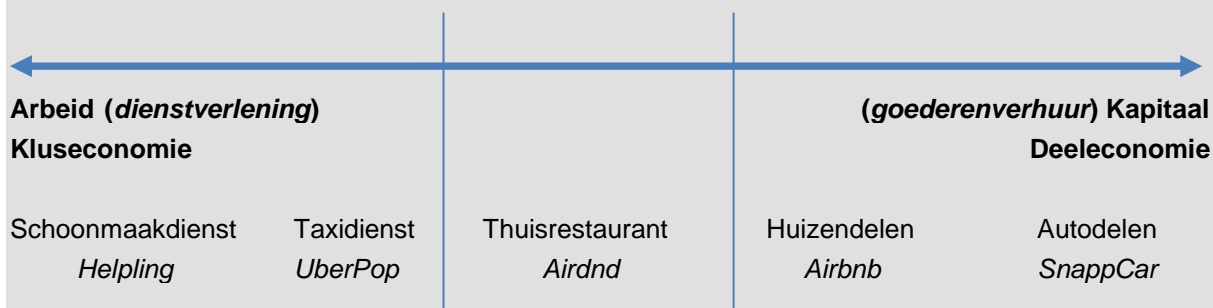 Arbeid (dienstverlening) (goederenverhuur) Kapitaal
Kluseconomie Deeleconomie
Schoonmaakdienst Taxidienst Thuisrestaurant Huizendelen Autodelen
Helpling UberPop Airdnd Airbnb SnappCar